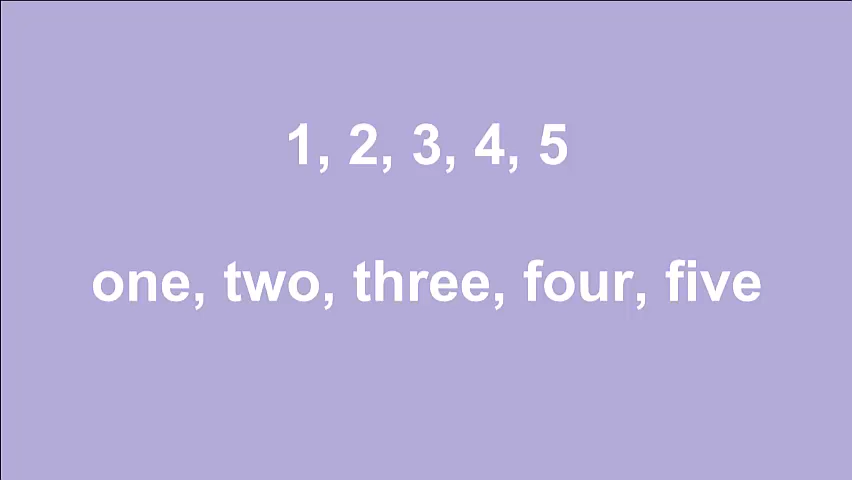 1, 2, 3, 4, 5
one, two, three, four, five